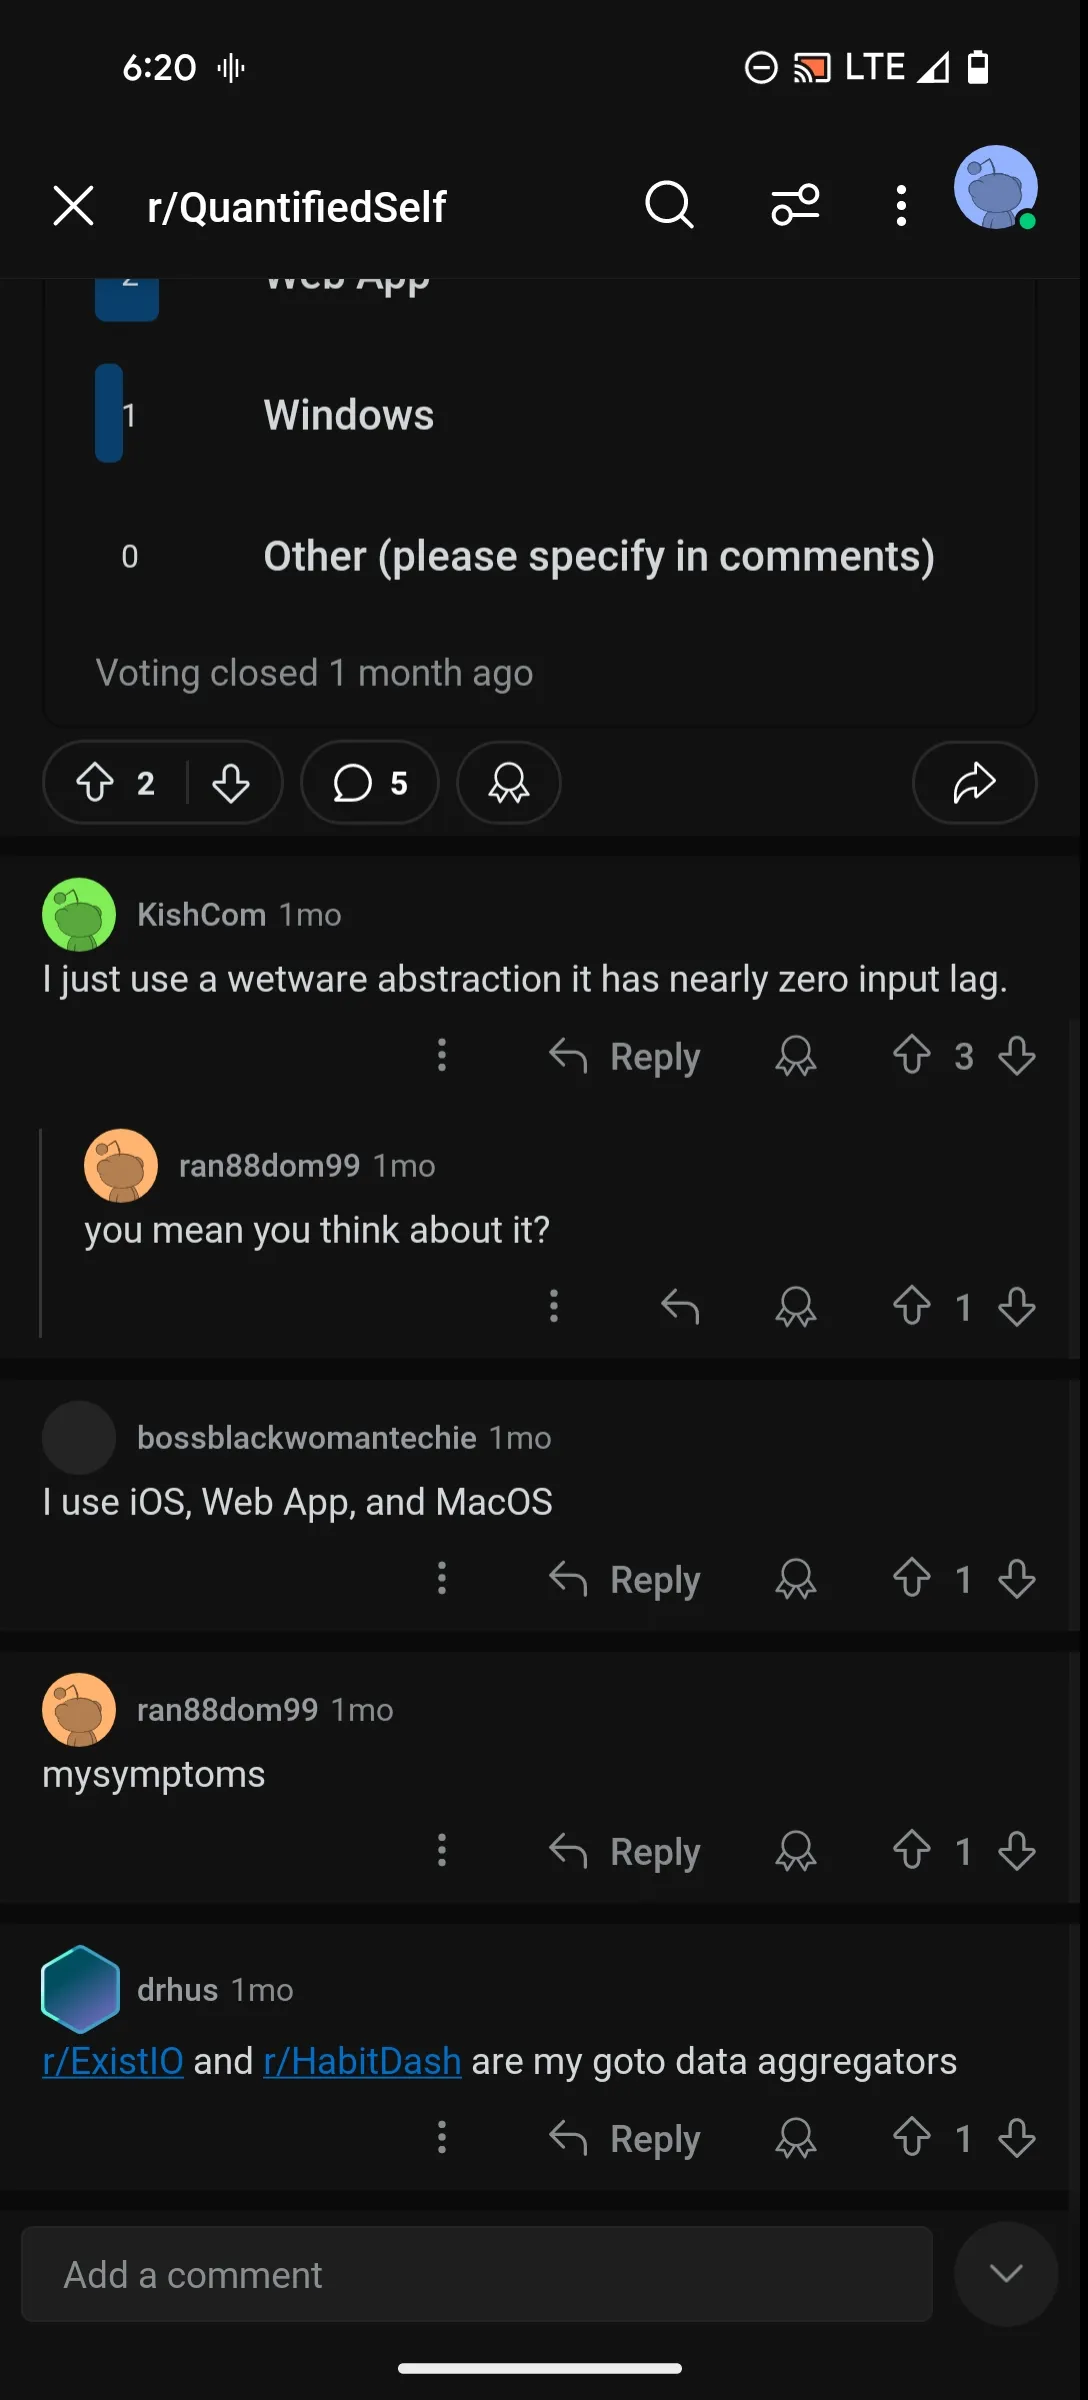 6:20
LTE
r/QuantifiedSelf
2 Web App
1 Windows
0 Other (please specify in comments)
Voting closed 1 month ago
2 5
KishCom 1mo
I just use a wetware abstraction it has nearly zero input lag.
Reply 3
ran88dom99 1mo
you mean you think about it?
1
bossblackwomantechie 1mo
I use iOS, Web App, and MacOS
Reply 1
ran88dom99 1mo
mysymptoms
Reply 1
drhus 1mo
r/ExistIO and r/HabitDash are my goto data aggregators
Reply 1
Add a comment